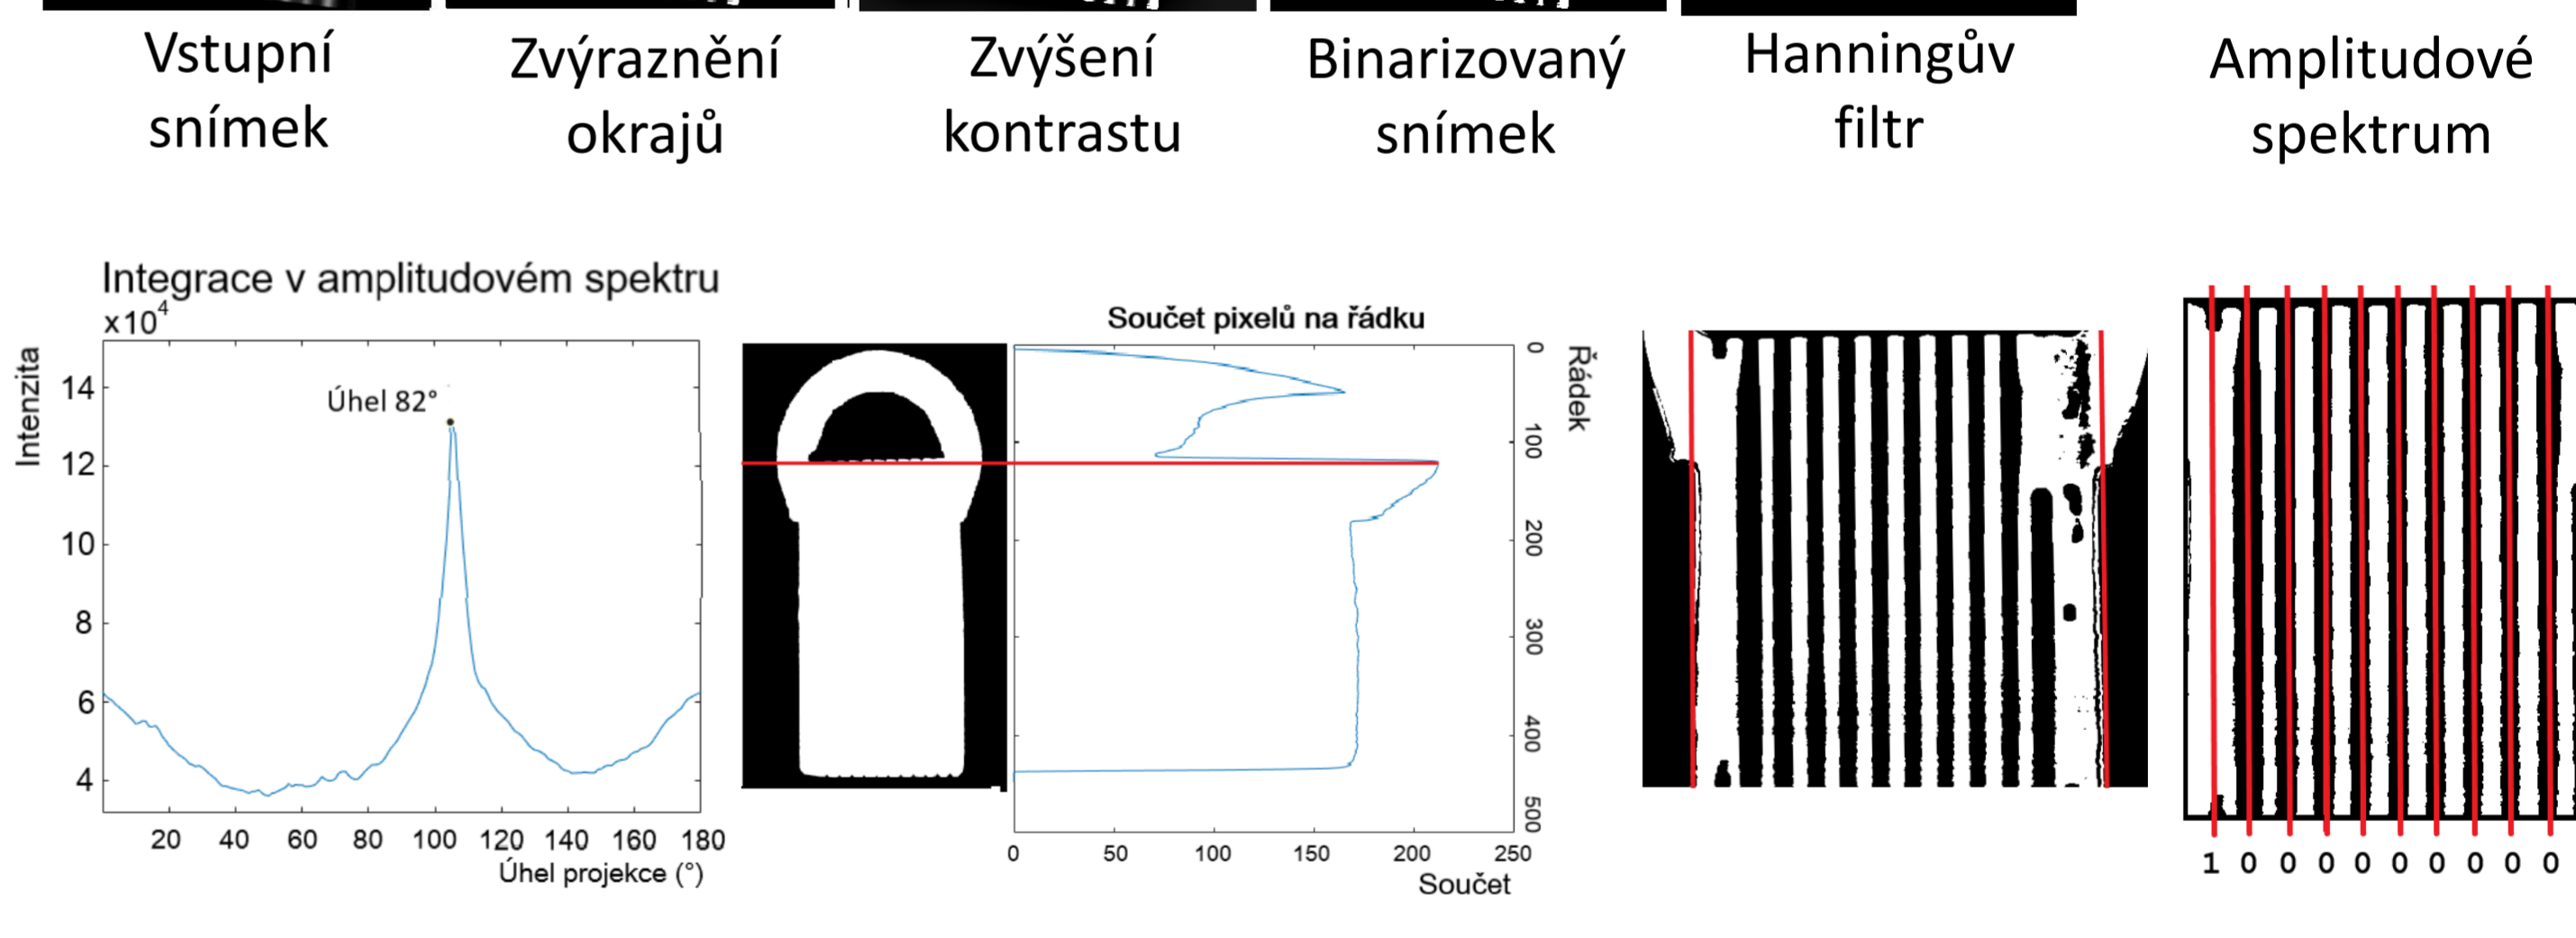 Vstupní
snímek
Zvýraznění
okrajů
Zvýšení
kontrastu
Binarizovaný
snímek
Hanningův
filtr
Amplitudové
spektrum
Integrace v amplitudovém spektru
x10^4
Intenzita
14
12
10
8
6
4
Úhel 82°
20 40 60 80 100 120 140 160 180
Úhel projekce (°)
Součet pixelů na řádku
Řádek
0
100
200
300
400
500
0 50 100 150 200 250
Součet
1 0 0 0 0 0 0 0 0 0